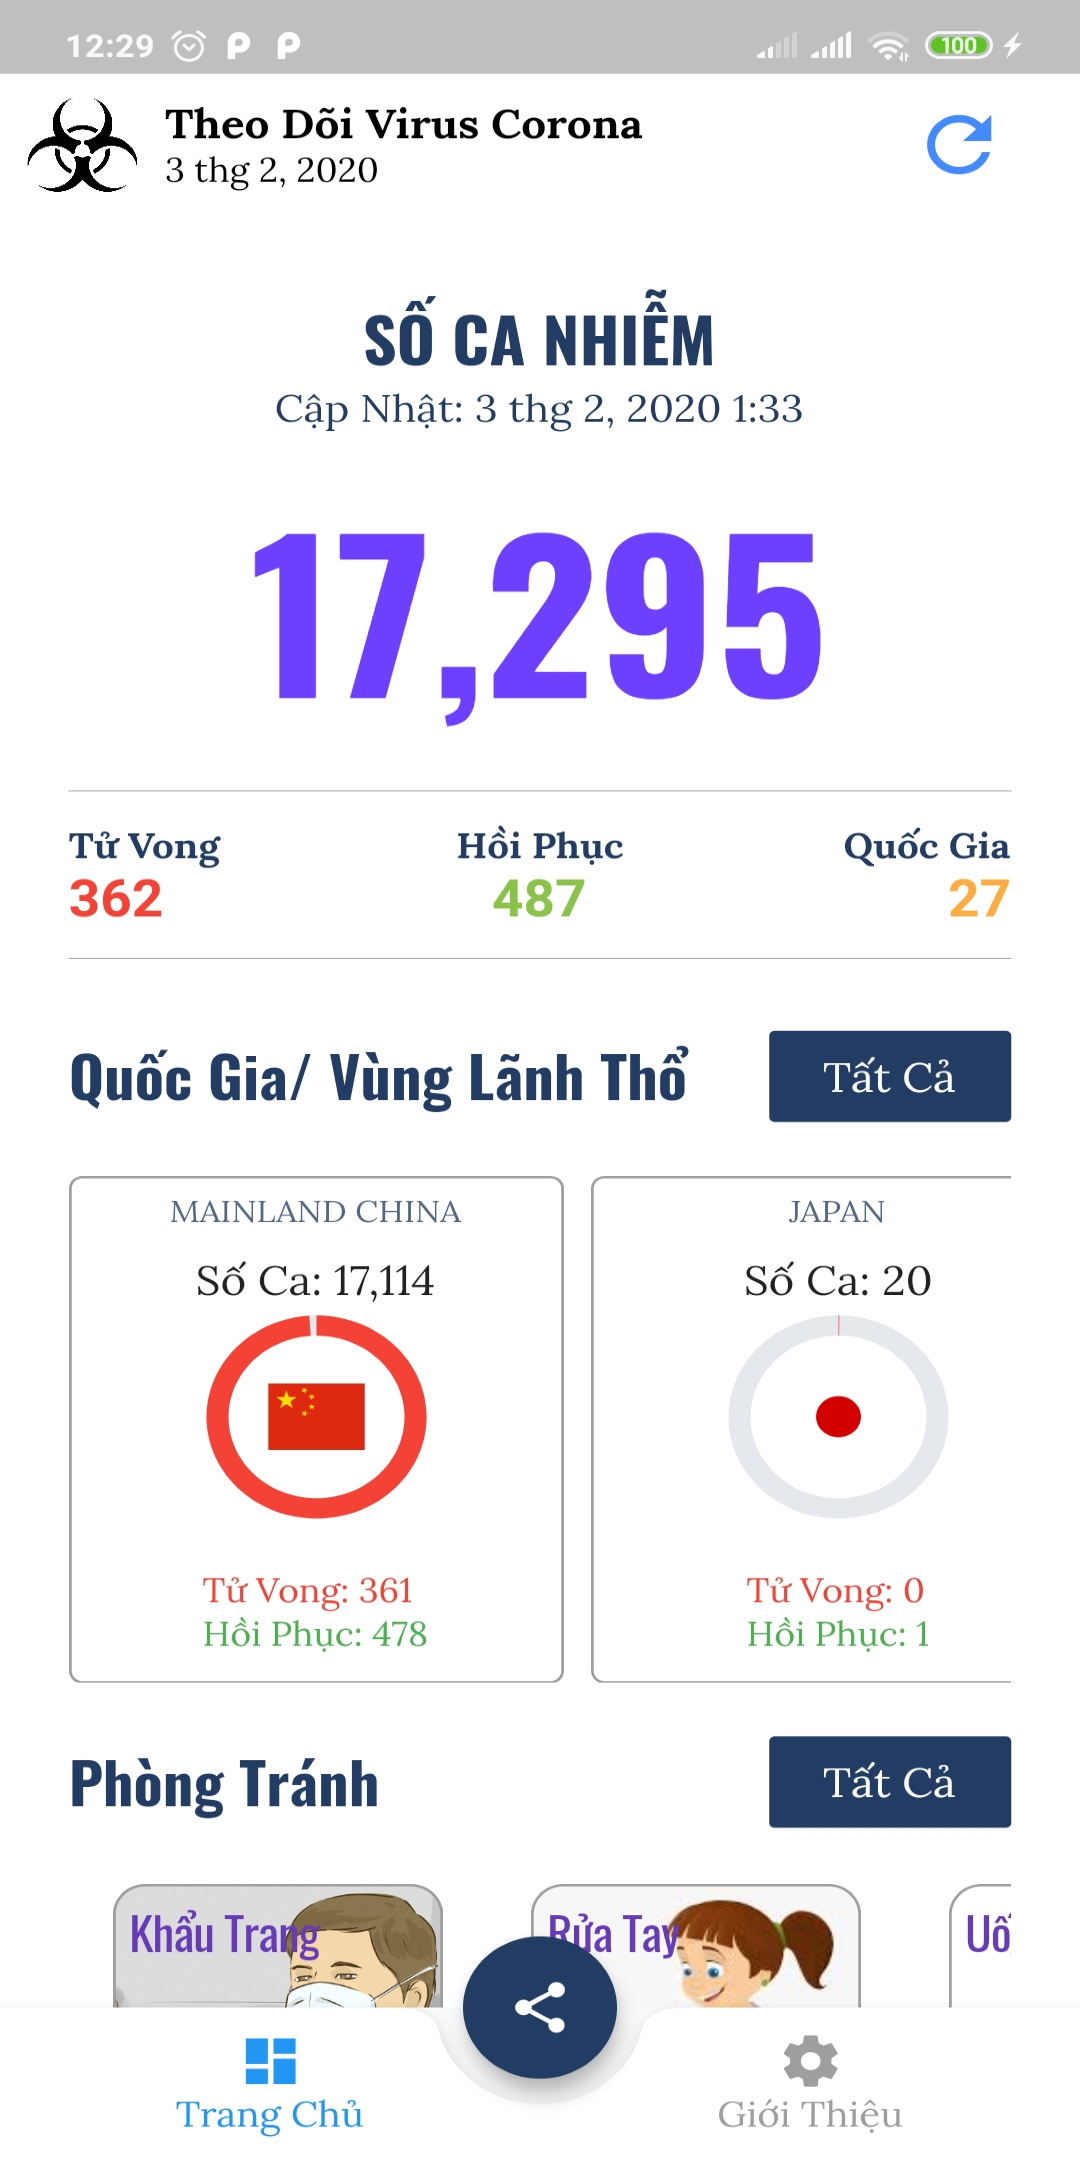 12:29
100
Theo Dõi Virus Corona
3 thg 2, 2020
SỐ CA NHIỄM
Cập Nhật: 3 thg 2, 2020 1:33
17,295
Tử Vong Hồi Phục Quốc Gia
362 487 27
Quốc Gia/ Vùng Lãnh Thổ
Tất Cả
MAINLAND CHINA
Số Ca: 17,114
Tử Vong: 361
Hồi Phục: 478
JAPAN
Số Ca: 20
Tử Vong: 0
Hồi Phục: 1
Phòng Tránh
Tất Cả
Khẩu Trang
Rửa Tay
Uố
Trang Chủ
Giới Thiệu